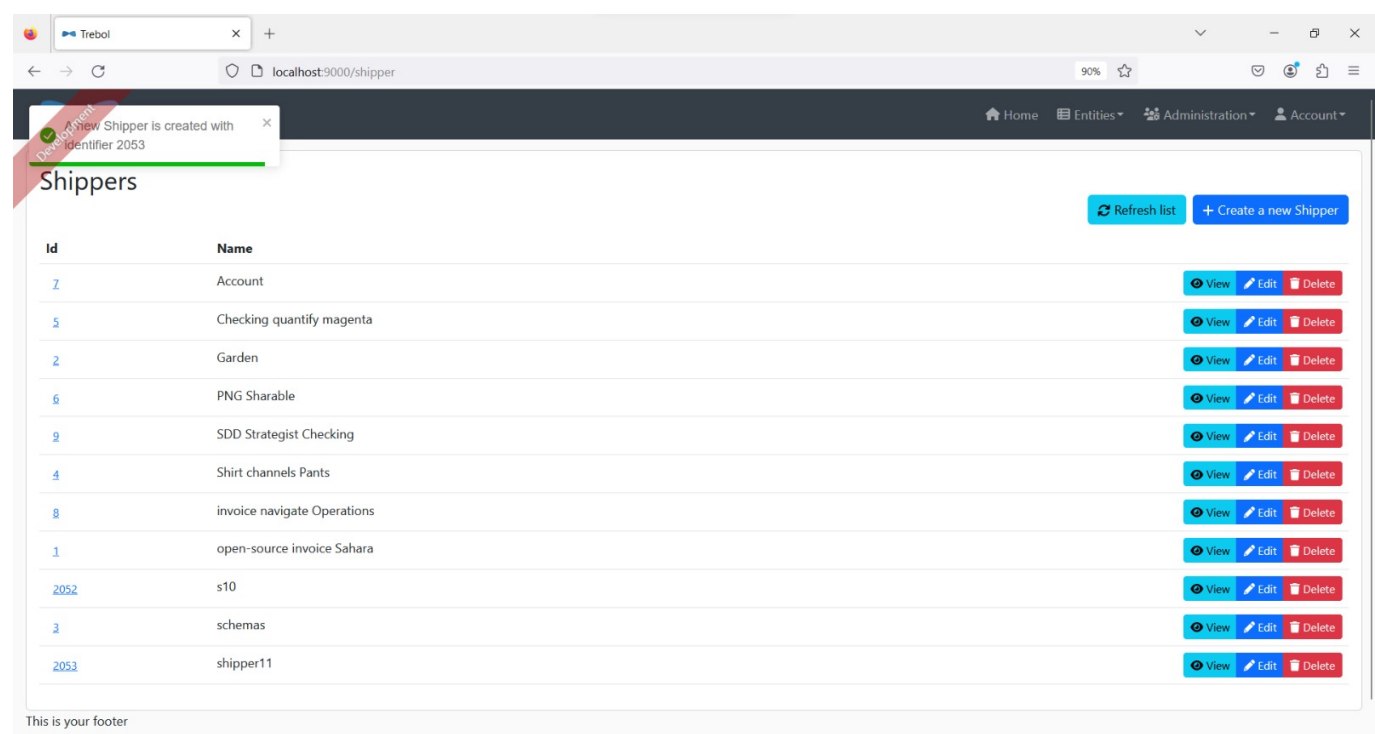 Trebol
localhost:9000/shipper
90%
Home Entities Administration Account
A new Shipper is created with
identifier 2053
Development
Shippers
Refresh list + Create a new Shipper
Id Name
7 Account View Edit Delete
5 Checking quantify magenta View Edit Delete
2 Garden View Edit Delete
6 PNG Sharable View Edit Delete
9 SDD Strategist Checking View Edit Delete
4 Shirt channels Pants View Edit Delete
8 invoice navigate Operations View Edit Delete
1 open-source invoice Sahara View Edit Delete
2052 s10 View Edit Delete
3 schemas View Edit Delete
2053 shipper11 View Edit Delete
This is your footer